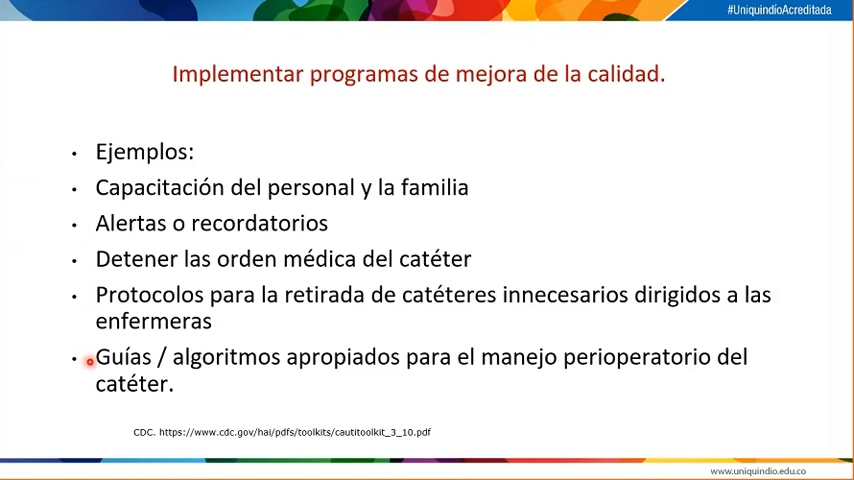 #UniquindioAcreditada
Implementar programas de mejora de la calidad.
• Ejemplos:
• Capacitación del personal y la familia
• Alertas o recordatorios
• Detener las orden médica del catéter
• Protocolos para la retirada de catéteres innecesarios dirigidos a las
enfermeras
• Guías / algoritmos apropiados para el manejo perioperatorio del
catéter.
CDC. https://www.cdc.gov/hai/pdfs/toolkits/cautitoolkit_3_10.pdf
www.uniquindio.edu.co